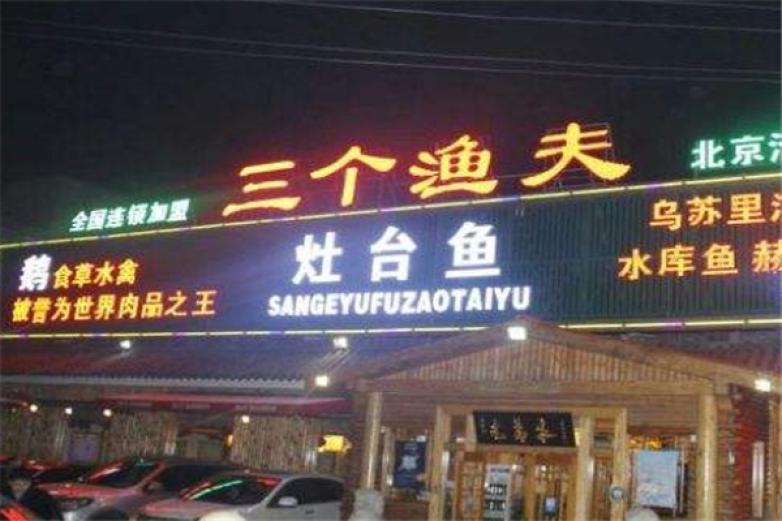 三个渔夫
全国连锁加盟
北京
灶台鱼
SANGEYUFUZAOTAIYU
鹅食草水禽
被誉为世界肉品之王
乌苏里
水库鱼 赫